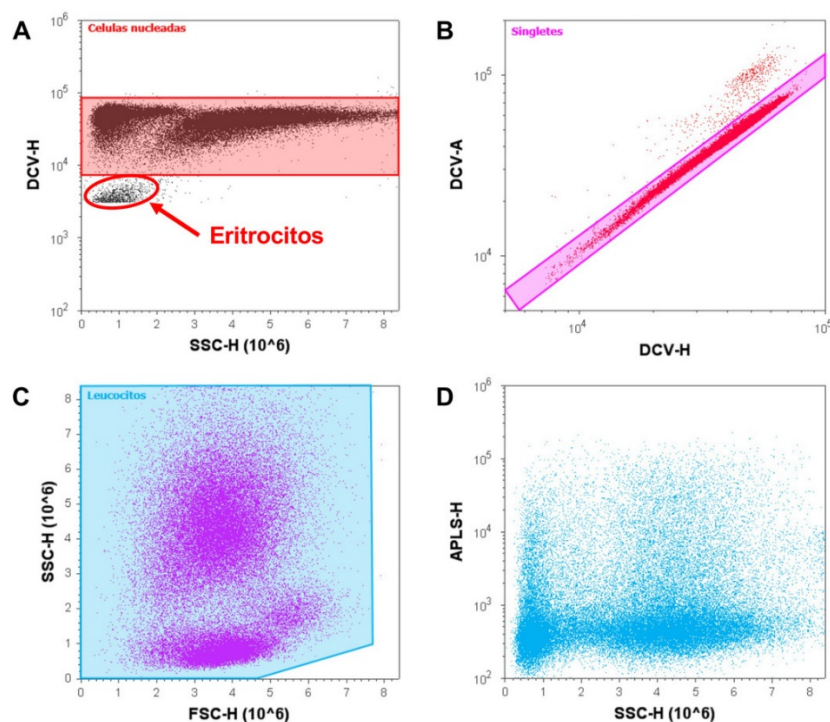 A
Celulas nucleadas
10^6
10^5
10^4
10^3
10^2
DCV-H
Eritrocitos
0 1 2 3 4 5 6 7 8
SSC-H (10^6)
B
Singletes
10^5
10^4
DCV-A
10^4 10^5
DCV-H
C
Leucocitos
8
7
6
5
4
3
2
1
0
SSC-H (10^6)
0 1 2 3 4 5 6 7 8
FSC-H (10^6)
D
10^6
10^5
10^4
10^3
10^2
APLS-H
0 1 2 3 4 5 6 7 8
SSC-H (10^6)